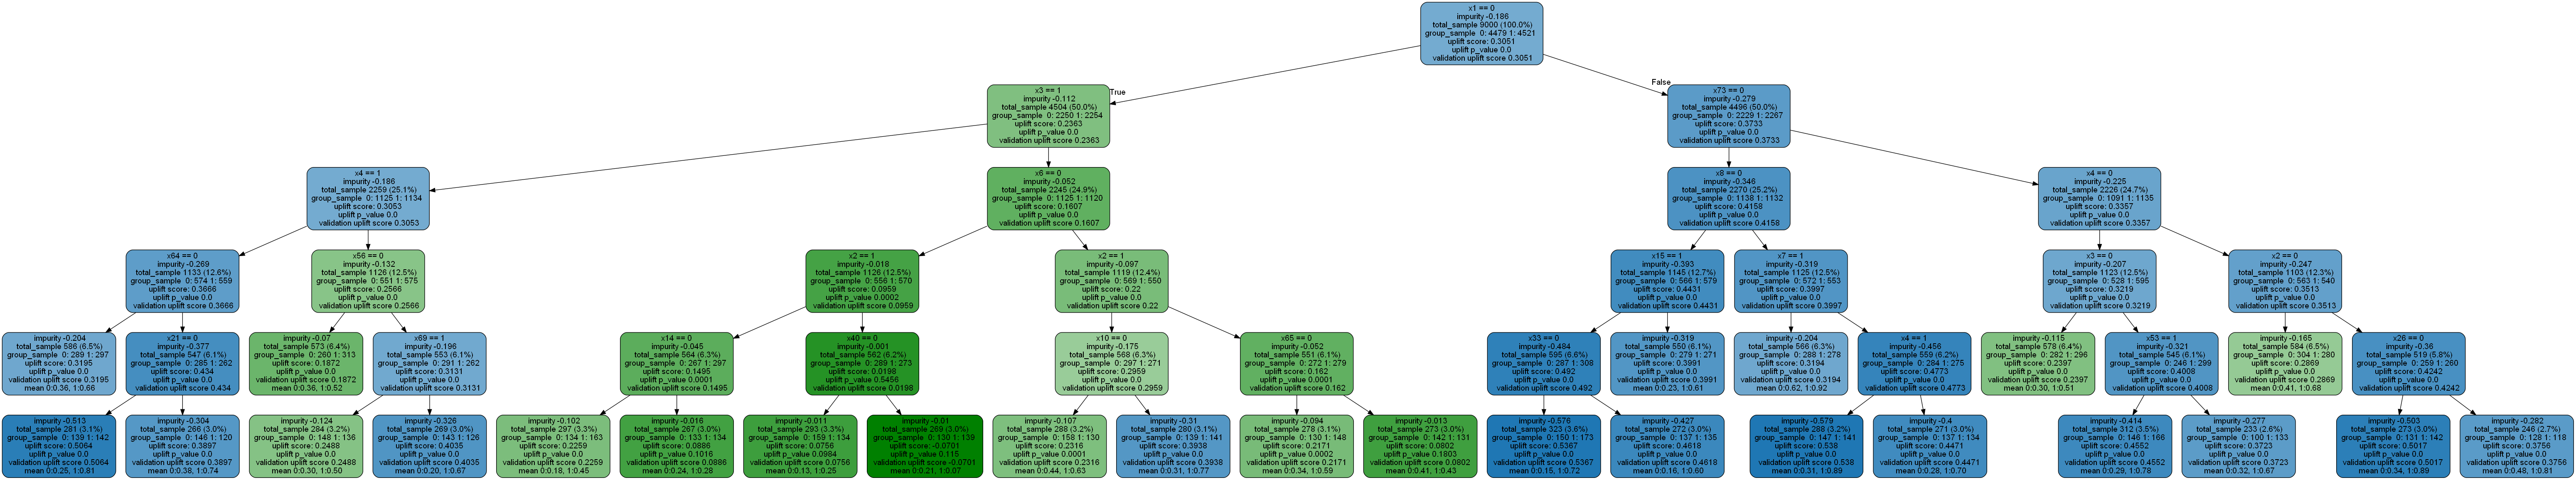 x1 == 0
impurity -0.186
total_sample 9000 (100.0%)
group_sample 0: 4479 1: 4521
uplift score: 0.3051
uplift p_value 0.0
validation uplift score 0.3051
True
False
x3 == 1
impurity -0.112
total_sample 4504 (50.0%)
group_sample 0: 2250 1: 2254
uplift score: 0.2363
uplift p_value 0.0
validation uplift score 0.2363
x73 == 0
impurity -0.279
total_sample 4496 (50.0%)
group_sample 0: 2229 1: 2267
uplift score: 0.3733
uplift p_value 0.0
validation uplift score 0.3733
x4 == 1
impurity -0.186
total_sample 2259 (25.1%)
group_sample 0: 1125 1: 1134
uplift score: 0.3053
uplift p_value 0.0
validation uplift score 0.3053
x6 == 0
impurity -0.052
total_sample 2245 (24.9%)
group_sample 0: 1125 1: 1120
uplift score: 0.1607
uplift p_value 0.0
validation uplift score 0.1607
x8 == 0
impurity -0.346
total_sample 2270 (25.2%)
group_sample 0: 1138 1: 1132
uplift score: 0.4158
uplift p_value 0.0
validation uplift score 0.4158
x4 == 0
impurity -0.225
total_sample 2226 (24.7%)
group_sample 0: 1091 1: 1135
uplift score: 0.3357
uplift p_value 0.0
validation uplift score 0.3357
x64 == 0
impurity -0.269
total_sample 1133 (12.6%)
group_sample 0: 574 1: 559
uplift score: 0.3666
uplift p_value 0.0
validation uplift score 0.3666
x56 == 0
impurity -0.132
total_sample 1126 (12.5%)
group_sample 0: 551 1: 575
uplift score: 0.2566
uplift p_value 0.0
validation uplift score 0.2566
x2 == 1
impurity -0.018
total_sample 1126 (12.5%)
group_sample 0: 556 1: 570
uplift score: 0.0959
uplift p_value 0.0002
validation uplift score 0.0959
x2 == 1
impurity -0.097
total_sample 1119 (12.4%)
group_sample 0: 569 1: 550
uplift score: 0.22
uplift p_value 0.0
validation uplift score 0.22
x15 == 1
impurity -0.393
total_sample 1145 (12.7%)
group_sample 0: 566 1: 579
uplift score: 0.4431
uplift p_value 0.0
validation uplift score 0.4431
x7 == 1
impurity -0.319
total_sample 1125 (12.5%)
group_sample 0: 572 1: 553
uplift score: 0.3997
uplift p_value 0.0
validation uplift score 0.3997
x3 == 0
impurity -0.207
total_sample 1123 (12.5%)
group_sample 0: 528 1: 595
uplift score: 0.3219
uplift p_value 0.0
validation uplift score 0.3219
x2 == 0
impurity -0.247
total_sample 1103 (12.3%)
group_sample 0: 563 1: 540
uplift score: 0.3513
uplift p_value 0.0
validation uplift score 0.3513
impurity -0.204
total_sample 586 (6.5%)
group_sample 0: 289 1: 297
uplift score: 0.3195
uplift p_value 0.0
validation uplift score 0.3195
mean 0:0.36, 1:0.66
x21 == 0
impurity -0.377
total_sample 547 (6.1%)
group_sample 0: 285 1: 262
uplift score: 0.434
uplift p_value 0.0
validation uplift score 0.434
impurity -0.07
total_sample 573 (6.4%)
group_sample 0: 260 1: 313
uplift score: 0.1872
uplift p_value 0.0
validation uplift score 0.1872
mean 0:0.36, 1:0.52
x69 == 1
impurity -0.196
total_sample 553 (6.1%)
group_sample 0: 291 1: 262
uplift score: 0.3131
uplift p_value 0.0
validation uplift score 0.3131
x14 == 0
impurity -0.045
total_sample 564 (6.3%)
group_sample 0: 267 1: 297
uplift score: 0.1495
uplift p_value 0.0001
validation uplift score 0.1495
x40 == 0
impurity -0.001
total_sample 562 (6.2%)
group_sample 0: 289 1: 273
uplift score: 0.0198
uplift p_value 0.5456
validation uplift score 0.0198
x10 == 0
impurity -0.175
total_sample 568 (6.3%)
group_sample 0: 297 1: 271
uplift score: 0.2959
uplift p_value 0.0
validation uplift score 0.2959
x65 == 0
impurity -0.052
total_sample 551 (6.1%)
group_sample 0: 272 1: 279
uplift score: 0.162
uplift p_value 0.0001
validation uplift score 0.162
x33 == 0
impurity -0.484
total_sample 595 (6.6%)
group_sample 0: 287 1: 308
uplift score: 0.492
uplift p_value 0.0
validation uplift score 0.492
impurity -0.319
total_sample 550 (6.1%)
group_sample 0: 279 1: 271
uplift score: 0.3991
uplift p_value 0.0
validation uplift score 0.3991
mean 0:0.23, 1:0.61
impurity -0.204
total_sample 566 (6.3%)
group_sample 0: 288 1: 278
uplift score: 0.3194
uplift p_value 0.0
validation uplift score 0.3194
mean 0:0.62, 1:0.92
x4 == 1
impurity -0.456
total_sample 559 (6.2%)
group_sample 0: 284 1: 275
uplift score: 0.4773
uplift p_value 0.0
validation uplift score 0.4773
impurity -0.115
total_sample 578 (6.4%)
group_sample 0: 282 1: 296
uplift score: 0.2397
uplift p_value 0.0
validation uplift score 0.2397
mean 0:0.30, 1:0.51
x53 == 1
impurity -0.321
total_sample 545 (6.1%)
group_sample 0: 246 1: 299
uplift score: 0.4008
uplift p_value 0.0
validation uplift score 0.4008
impurity -0.165
total_sample 584 (6.5%)
group_sample 0: 304 1: 280
uplift score: 0.2869
uplift p_value 0.0
validation uplift score 0.2869
mean 0:0.41, 1:0.68
x26 == 0
impurity -0.36
total_sample 519 (5.8%)
group_sample 0: 259 1: 260
uplift score: 0.4242
uplift p_value 0.0
validation uplift score 0.4242
impurity -0.513
total_sample 281 (3.1%)
group_sample 0: 139 1: 142
uplift score: 0.5064
uplift p_value 0.0
validation uplift score 0.5064
mean 0:0.25, 1:0.81
impurity -0.304
total_sample 266 (3.0%)
group_sample 0: 146 1: 120
uplift score: 0.3897
uplift p_value 0.0
validation uplift score 0.3897
mean 0:0.38, 1:0.74
impurity -0.124
total_sample 284 (3.2%)
group_sample 0: 148 1: 136
uplift score: 0.2488
uplift p_value 0.0
validation uplift score 0.2488
mean 0:0.30, 1:0.50
impurity -0.326
total_sample 269 (3.0%)
group_sample 0: 143 1: 126
uplift score: 0.4035
uplift p_value 0.0
validation uplift score 0.4035
mean 0:0.20, 1:0.67
impurity -0.102
total_sample 297 (3.3%)
group_sample 0: 134 1: 163
uplift score: 0.2259
uplift p_value 0.0
validation uplift score 0.2259
mean 0:0.18, 1:0.45
impurity -0.016
total_sample 267 (3.0%)
group_sample 0: 133 1: 134
uplift score: 0.0886
uplift p_value 0.1016
validation uplift score 0.0886
mean 0:0.24, 1:0.28
impurity -0.011
total_sample 293 (3.3%)
group_sample 0: 159 1: 134
uplift score: 0.0756
uplift p_value 0.0984
validation uplift score 0.0756
mean 0:0.13, 1:0.25
impurity -0.01
total_sample 269 (3.0%)
group_sample 0: 130 1: 139
uplift score: -0.0701
uplift p_value 0.115
validation uplift score -0.0701
mean 0:0.21, 1:0.07
impurity -0.107
total_sample 288 (3.2%)
group_sample 0: 158 1: 130
uplift score: 0.2316
uplift p_value 0.0001
validation uplift score 0.2316
mean 0:0.44, 1:0.63
impurity -0.31
total_sample 280 (3.1%)
group_sample 0: 139 1: 141
uplift score: 0.3938
uplift p_value 0.0
validation uplift score 0.3938
mean 0:0.31, 1:0.77
impurity -0.094
total_sample 278 (3.1%)
group_sample 0: 130 1: 148
uplift score: 0.2171
uplift p_value 0.0002
validation uplift score 0.2171
mean 0:0.34, 1:0.59
impurity -0.013
total_sample 273 (3.0%)
group_sample 0: 142 1: 131
uplift score: 0.0802
uplift p_value 0.1803
validation uplift score 0.0802
mean 0:0.41, 1:0.43
impurity -0.576
total_sample 323 (3.6%)
group_sample 0: 150 1: 173
uplift score: 0.5367
uplift p_value 0.0
validation uplift score 0.5367
mean 0:0.15, 1:0.72
impurity -0.427
total_sample 272 (3.0%)
group_sample 0: 137 1: 135
uplift score: 0.4618
uplift p_value 0.0
validation uplift score 0.4618
mean 0:0.16, 1:0.60
impurity -0.579
total_sample 288 (3.2%)
group_sample 0: 147 1: 141
uplift score: 0.538
uplift p_value 0.0
validation uplift score 0.538
mean 0:0.31, 1:0.89
impurity -0.4
total_sample 271 (3.0%)
group_sample 0: 137 1: 134
uplift score: 0.4471
uplift p_value 0.0
validation uplift score 0.4471
mean 0:0.28, 1:0.70
impurity -0.414
total_sample 312 (3.5%)
group_sample 0: 146 1: 166
uplift score: 0.4552
uplift p_value 0.0
validation uplift score 0.4552
mean 0:0.29, 1:0.78
impurity -0.277
total_sample 233 (2.6%)
group_sample 0: 100 1: 133
uplift score: 0.3723
uplift p_value 0.0
validation uplift score 0.3723
mean 0:0.32, 1:0.67
impurity -0.503
total_sample 273 (3.0%)
group_sample 0: 131 1: 142
uplift score: 0.5017
uplift p_value 0.0
validation uplift score 0.5017
mean 0:0.34, 1:0.89
impurity -0.282
total_sample 246 (2.7%)
group_sample 0: 128 1: 118
uplift score: 0.3756
uplift p_value 0.0
validation uplift score 0.3756
mean 0:0.48, 1:0.81